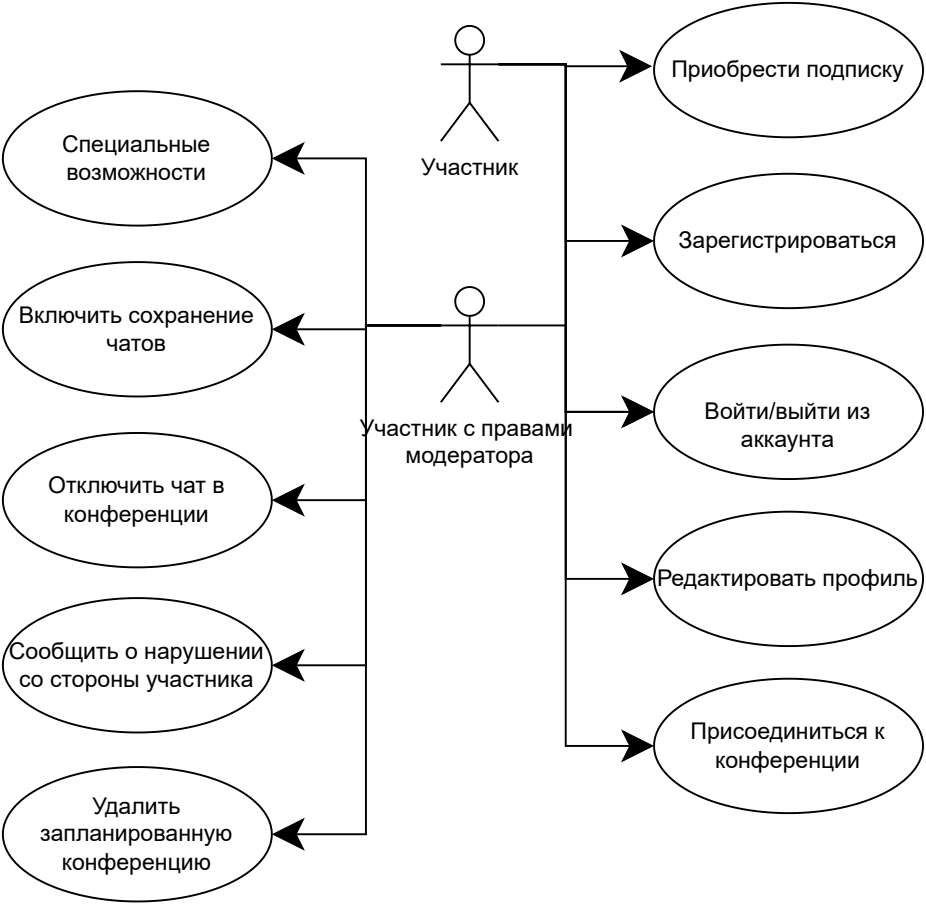 Участник
Приобрести подписку
Специальные
возможности
Зарегистрироваться
Включить сохранение
чатов
Участник с правами
модератора
Войти/выйти из
аккаунта
Отключить чат в
конференции
Редактировать профиль
Сообщить о нарушении
со стороны участника
Присоединиться к
конференции
Удалить
запланированную
конференцию